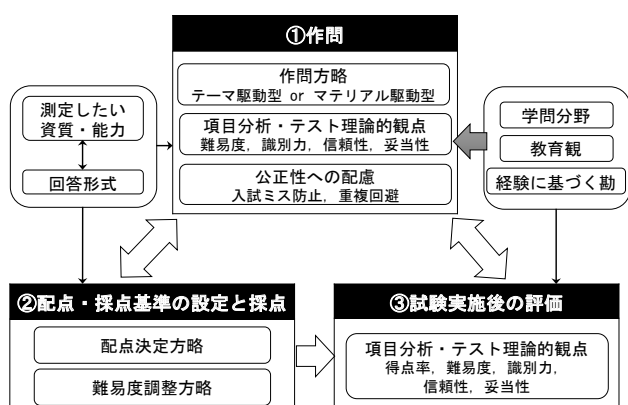 ①作問
作問方略
テーマ駆動型 or マテリアル駆動型
項目分析・テスト理論的観点
難易度，識別力，信頼性，妥当性
公正性への配慮
入試ミス防止，重複回避
測定したい
資質・能力
回答形式
学問分野
教育観
経験に基づく勘
②配点・採点基準の設定と採点
配点決定方略
難易度調整方略
③試験実施後の評価
項目分析・テスト理論的観点
得点率，難易度，識別力，
信頼性，妥当性